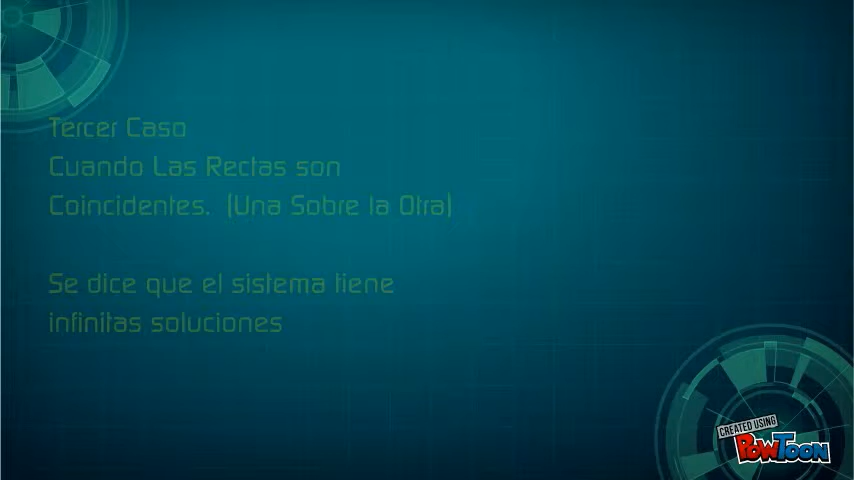 Tercer Caso
Cuando Las Rectas son
Coincidentes. (Una Sobre la Otra)
Se dice que el sistema tiene
infinitas soluciones
CREATED USING
POWTOON